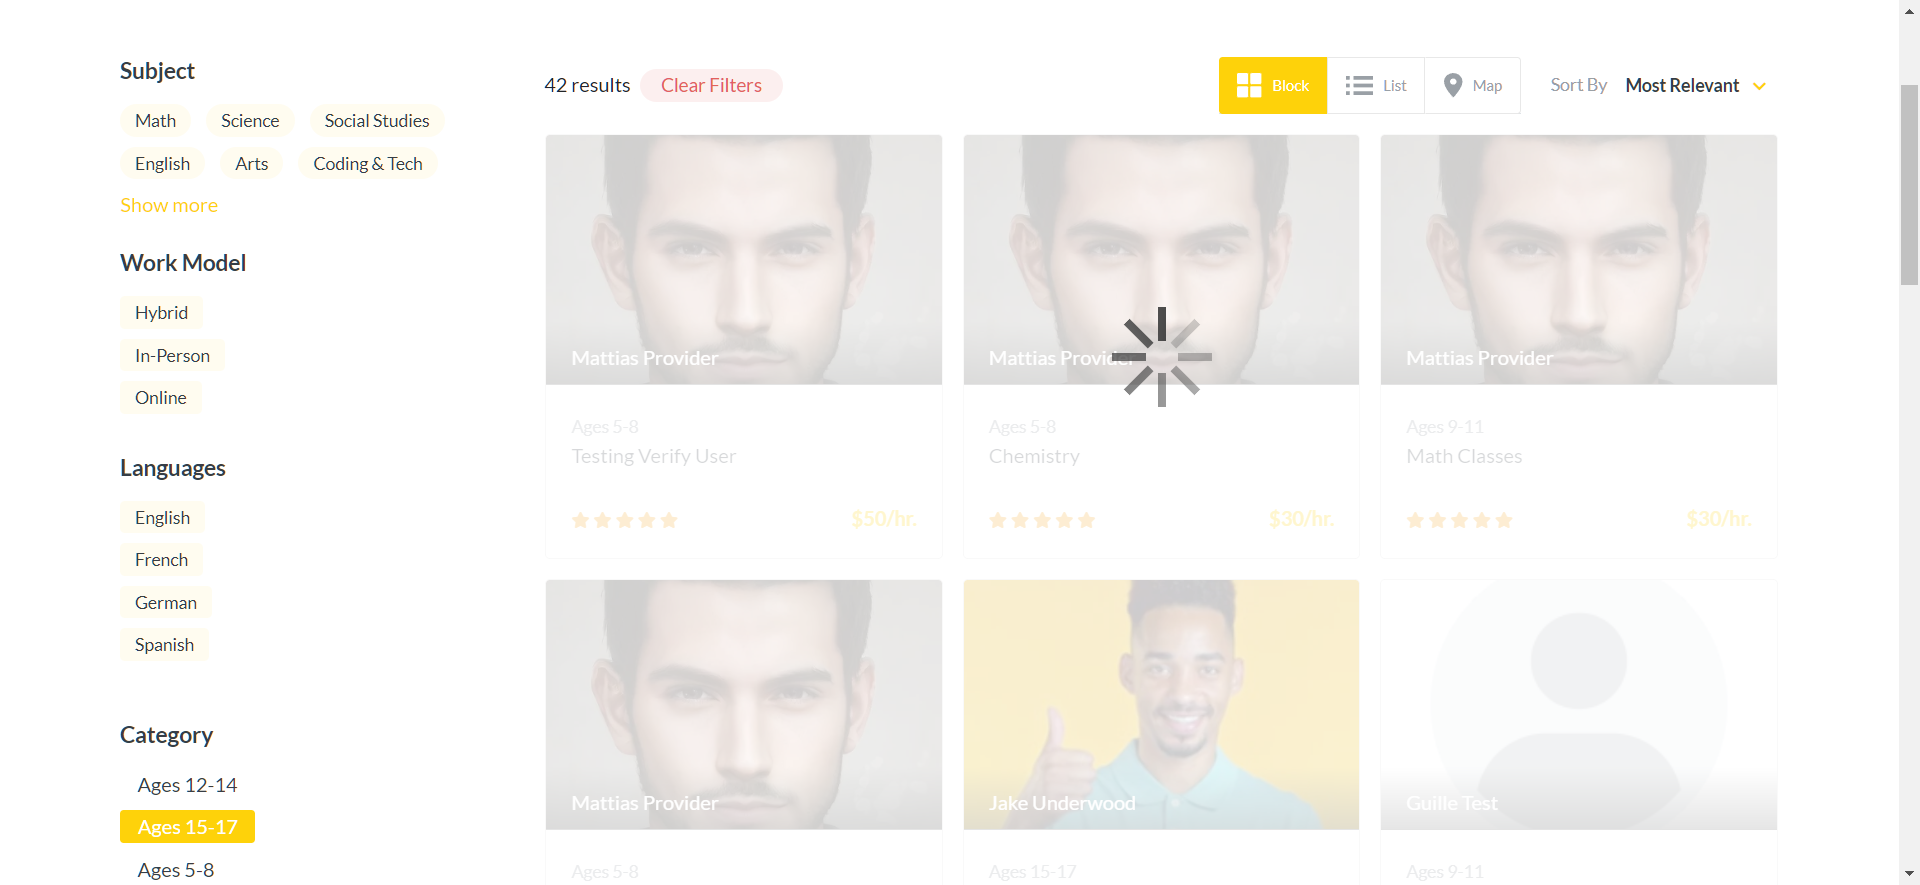 Subject
Math
Science
Social Studies
English
Arts
Coding & Tech
Show more
Work Model
Hybrid
In-Person
Online
Languages
English
French
German
Spanish
Category
Ages 12-14
Ages 15-17
Ages 5-8
42 results
Clear Filters
Block
List
Map
Sort By
Most Relevant
Mattias Provider
Ages 5-8
Testing Verify User
$50/hr.
Mattias Provider
Ages 5-8
Chemistry
$30/hr.
Mattias Provider
Ages 9-11
Math Classes
$30/hr.
Mattias Provider
Ages 5-8
Jake Underwood
Ages 15-17
Guille Test
Ages 9-11